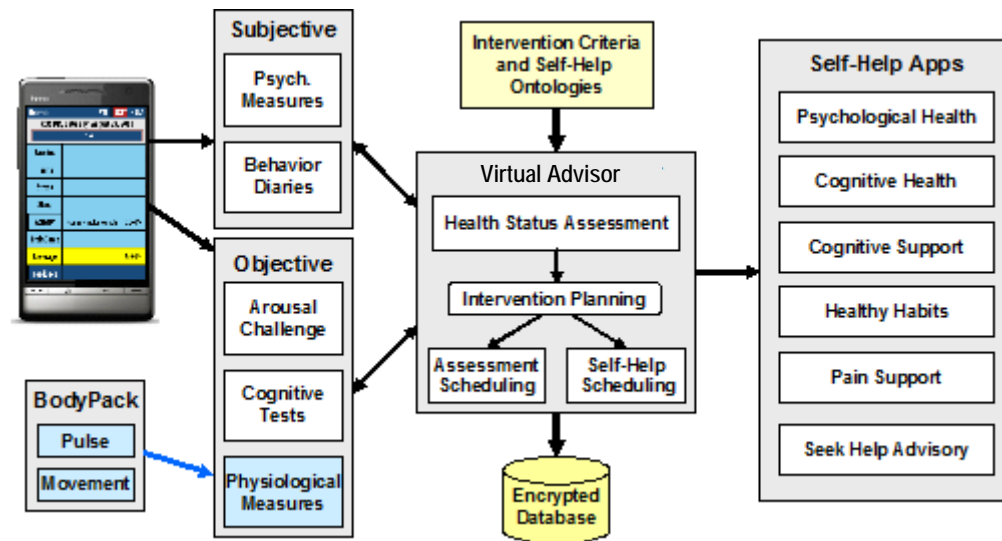 Subjective
Psych.
Measures
Behavior
Diaries
Objective
Arousal
Challenge
Cognitive
Tests
Physiological
Measures
BodyPack
Pulse
Movement
Intervention Criteria
and Self-Help
Ontologies
Virtual Advisor
Health Status Assessment
Intervention Planning
Assessment
Scheduling
Self-Help
Scheduling
Encrypted
Database
Self-Help Apps
Psychological Health
Cognitive Health
Cognitive Support
Healthy Habits
Pain Support
Seek Help Advisory